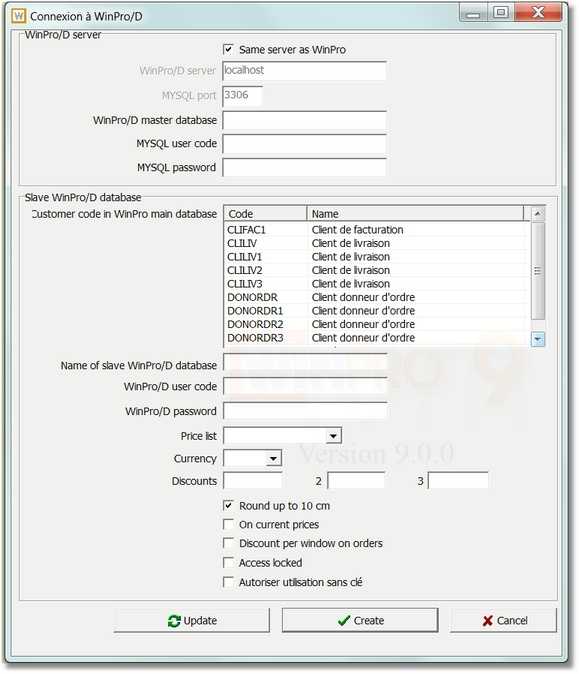 W Connexion à WinPro/D
WinPro/D server
Same server as WinPro
WinPro/D server localhost
MYSQL port 3306
WinPro/D master database
MYSQL user code
MYSQL password
Slave WinPro/D database
Customer code in WinPro main database
Code Name
CLIFAC1 Client de facturation
CLILIV Client de livraison
CLILIV1 Client de livraison
CLILIV2 Client de livraison
CLILIV3 Client de livraison
DONORDR Client donneur d'ordre
DONORDR1 Client donneur d'ordre
DONORDR2 Client donneur d'ordre
DONORDR3 Client donneur d'ordre
Name of slave WinPro/D database
WinPro/D user code
WinPro/D password
winpro 9
Price list
Version 9.0.0
Currency
Discounts 2 3
Round up to 10 cm
On current prices
Discount per window on orders
Access locked
Autoriser utilisation sans clé
Update Create Cancel